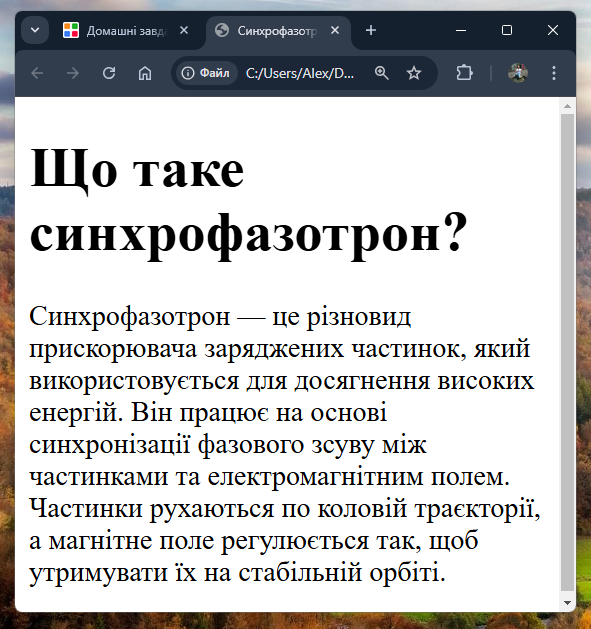 Домашні завда
Синхрофазотр
Файл
C:/Users/Alex/D...
Що таке
синхрофазотрон?
Синхрофазотрон — це різновид
прискорювача заряджених частинок, який
використовується для досягнення високих
енергій. Він працює на основі
синхронізації фазового зсуву між
частинками та електромагнітним полем.
Частинки рухаються по коловій траєкторії,
а магнітне поле регулюється так, щоб
утримувати їх на стабільній орбіті.